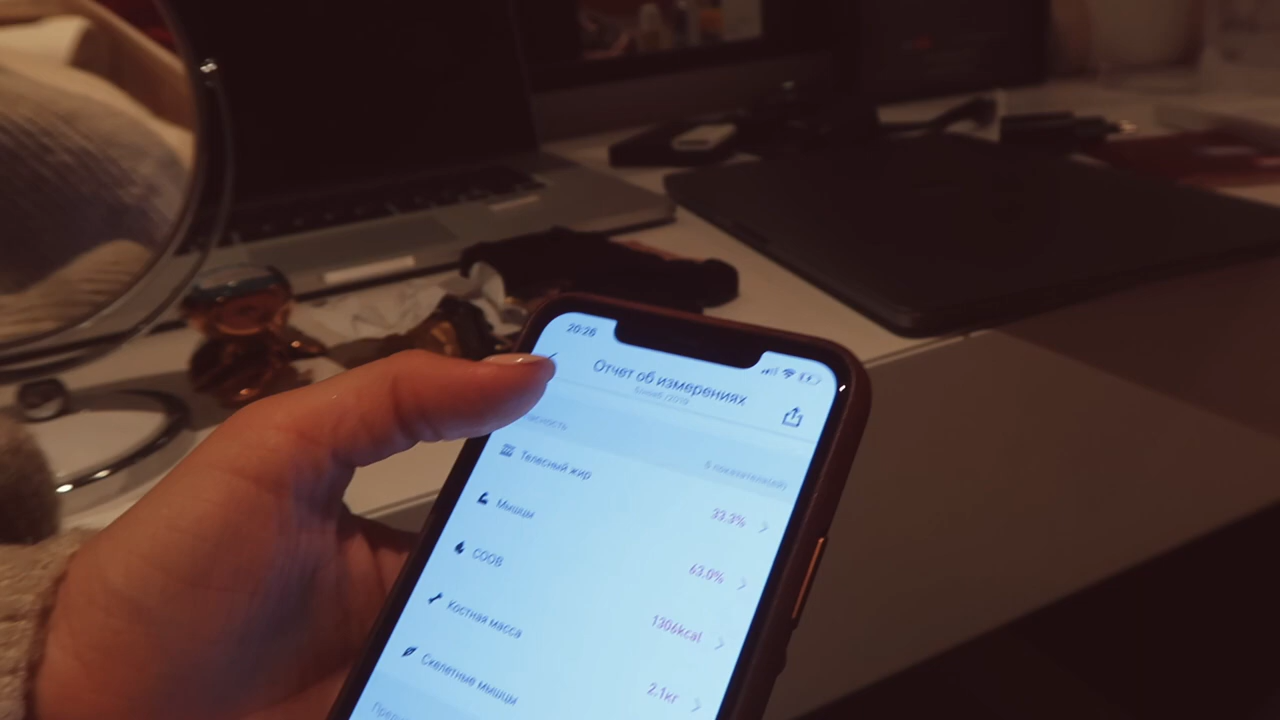 20:26
Отчет об измерениях
Телесный жир 33.3%
Мышцы 63.0%
СООВ 1306kcal
Костная масса 2.1кг
Скелетные мышцы